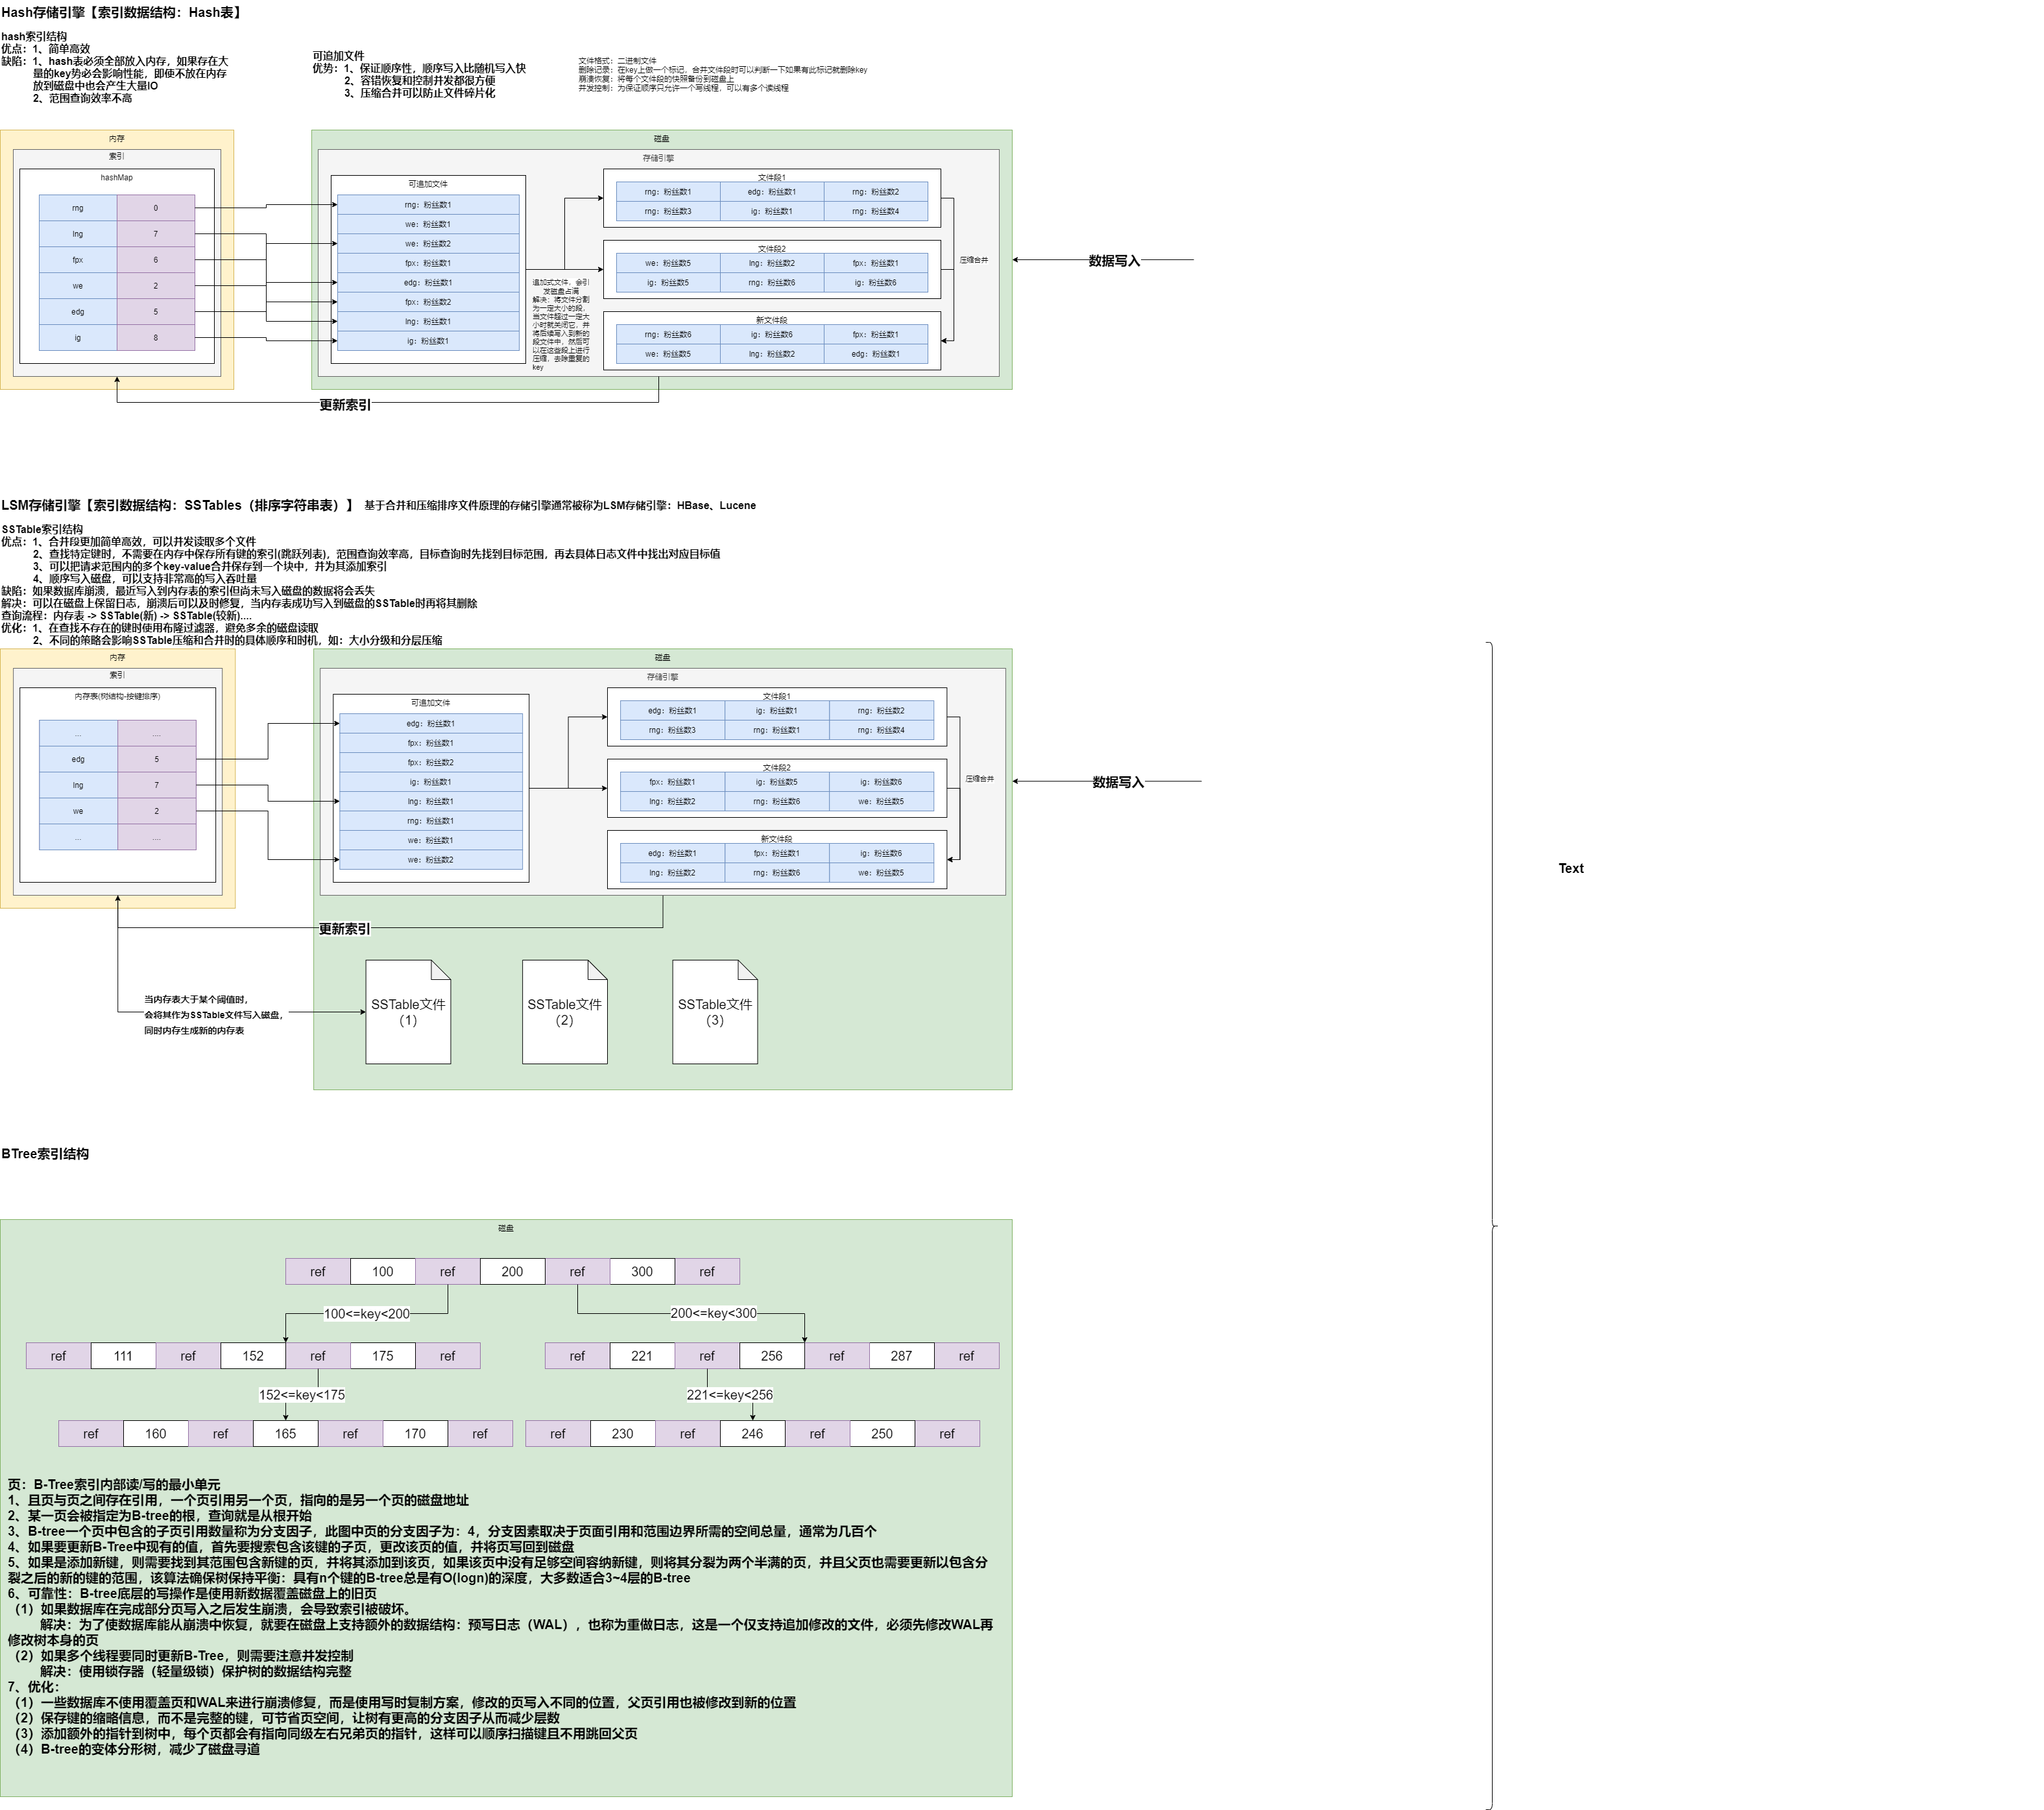 Hash存储引擎【索引数据结构：Hash表】
hash索引结构
优点：1、简单高效
缺陷：1、hash表必须全部放入内存，如果存在大
量的key势必会影响性能，即使不放在内存
放到磁盘中也会产生大量IO
2、范围查询效率不高
可追加文件
优势：1、保证顺序性，顺序写入比随机写入快
2、容错恢复和控制并发都很方便
3、压缩合并可以防止文件碎片化
文件格式：二进制文件
删除记录：在key上做一个标记，合并文件段时可以判断一下如果有此标记就删除key
崩溃恢复：将每个文件段的快照备份到磁盘上
并发控制：为保证顺序只允许一个写线程，可以有多个读线程
内存
索引
hashMap
rng 0
lng 7
fpx 6
we 2
edg 5
ig 8
磁盘
存储引擎
可追加文件
rng：粉丝数1
we：粉丝数1
we：粉丝数2
fpx：粉丝数1
edg：粉丝数1
fpx：粉丝数2
lng：粉丝数1
ig：粉丝数1
追加式文件，会引
发磁盘占满
解决：将文件分割
为一定大小的段，
当文件超过一定大
小时就关闭它，并
将后续写入到新的
段文件中，然后可
以在这些段上进行
压缩，去除重复的
key
文件段1
rng：粉丝数1 edg：粉丝数1 rng：粉丝数2
rng：粉丝数3 ig：粉丝数1 rng：粉丝数4
文件段2
we：粉丝数5 lng：粉丝数2 fpx：粉丝数1
ig：粉丝数5 rng：粉丝数6 ig：粉丝数6
新文件段
rng：粉丝数6 ig：粉丝数6 fpx：粉丝数1
we：粉丝数5 lng：粉丝数2 edg：粉丝数1
压缩合并
数据写入
更新索引
LSM存储引擎【索引数据结构：SSTables（排序字符串表）】 基于合并和压缩排序文件原理的存储引擎通常被称为LSM存储引擎：HBase、Lucene
SSTable索引结构
优点：1、合并段更加简单高效，可以并发读取多个文件
2、查找特定键时，不需要在内存中保存所有键的索引(跳跃列表)，范围查询效率高，目标查询时先找到目标范围，再去具体日志文件中找出对应目标值
3、可以把请求范围内的多个key-value合并保存到一个块中，并为其添加索引
4、顺序写入磁盘，可以支持非常高的写入吞吐量
缺陷：如果数据库崩溃，最近写入到内存表的索引但尚未写入磁盘的数据将会丢失
解决：可以在磁盘上保留日志，崩溃后可以及时修复，当内存表成功写入到磁盘的SSTable时再将其删除
查询流程：内存表 -> SSTable(新) -> SSTable(较新)....
优化：1、在查找不存在的键时使用布隆过滤器，避免多余的磁盘读取
2、不同的策略会影响SSTable压缩和合并时的具体顺序和时机，如：大小分级和分层压缩
内存
索引
内存表(树结构-按键排序)
... ....
edg 5
lng 7
we 2
... ....
磁盘
存储引擎
可追加文件
edg：粉丝数1
fpx：粉丝数1
fpx：粉丝数2
ig：粉丝数1
lng：粉丝数1
rng：粉丝数1
we：粉丝数1
we：粉丝数2
文件段1
edg：粉丝数1 ig：粉丝数1 rng：粉丝数2
rng：粉丝数3 rng：粉丝数1 rng：粉丝数4
文件段2
fpx：粉丝数1 ig：粉丝数5 ig：粉丝数6
lng：粉丝数2 rng：粉丝数6 we：粉丝数5
新文件段
edg：粉丝数1 fpx：粉丝数1 ig：粉丝数6
lng：粉丝数2 rng：粉丝数6 we：粉丝数5
压缩合并
数据写入
Text
更新索引
当内存表大于某个阈值时，
会将其作为SSTable文件写入磁盘，
同时内存生成新的内存表
SSTable文件
（1）
SSTable文件
（2）
SSTable文件
（3）
BTree索引结构
磁盘
ref 100 ref 200 ref 300 ref
100<=key<200 200<=key<300
ref 111 ref 152 ref 175 ref
ref 221 ref 256 ref 287 ref
152<=key<175 221<=key<256
ref 160 ref 165 ref 170 ref
ref 230 ref 246 ref 250 ref
页：B-Tree索引内部读/写的最小单元
1、且页与页之间存在引用，一个页引用另一个页，指向的是另一个页的磁盘地址
2、某一页会被指定为B-tree的根，查询就是从根开始
3、B-tree一个页中包含的子页引用数量称为分支因子，此图中页的分支因子为：4，分支因素取决于页面引用和范围边界所需的空间总量，通常为几百个
4、如果要更新B-Tree中现有的值，首先要搜索包含该键的子页，更改该页的值，并将页写回到磁盘
5、如果是添加新键，则需要找到其范围包含新键的页，并将其添加到该页，如果该页中没有足够空间容纳新键，则将其分裂为两个半满的页，并且父页也需要更新以包含分
裂之后的新的键的范围，该算法确保树保持平衡：具有n个键的B-tree总是有O(logn)的深度，大多数适合3~4层的B-tree
6、可靠性：B-tree底层的写操作是使用新数据覆盖磁盘上的旧页
（1）如果数据库在完成部分页写入之后发生崩溃，会导致索引被破坏。
解决：为了使数据库能从崩溃中恢复，就要在磁盘上支持额外的数据结构：预写日志（WAL），也称为重做日志，这是一个仅支持追加修改的文件，必须先修改WAL再
修改树本身的页
（2）如果多个线程要同时更新B-Tree，则需要注意并发控制
解决：使用锁存器（轻量级锁）保护树的数据结构完整
7、优化：
（1）一些数据库不使用覆盖页和WAL来进行崩溃修复，而是使用写时复制方案，修改的页写入不同的位置，父页引用也被修改到新的位置
（2）保存键的缩略信息，而不是完整的键，可节省页空间，让树有更高的分支因子从而减少层数
（3）添加额外的指针到树中，每个页都会有指向同级左右兄弟页的指针，这样可以顺序扫描键且不用跳回父页
（4）B-tree的变体分形树，减少了磁盘寻道